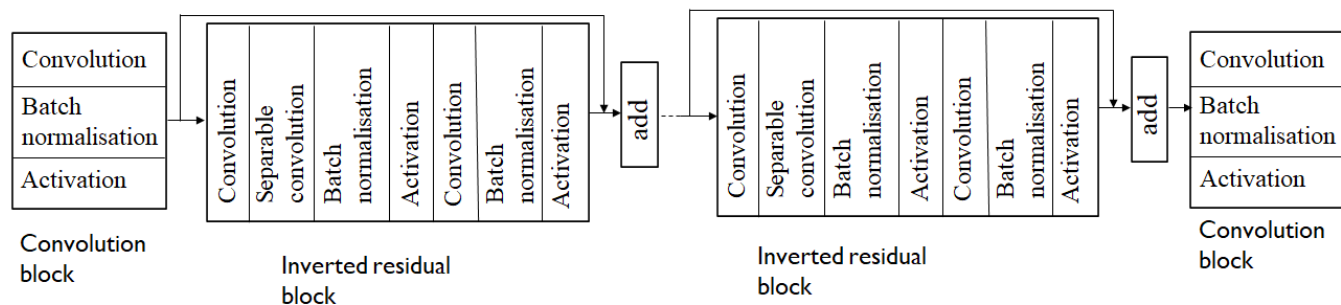 Convolution
Batch
normalisation
Activation
Convolution
block
Convolution
Separable
convolution
Batch
normalisation
Activation
Convolution
Batch
normalisation
Activation
Inverted residual
block
add
Convolution
Separable
convolution
Batch
normalisation
Activation
Convolution
Batch
normalisation
Activation
Inverted residual
block
add
Convolution
Batch
normalisation
Activation
Convolution
block